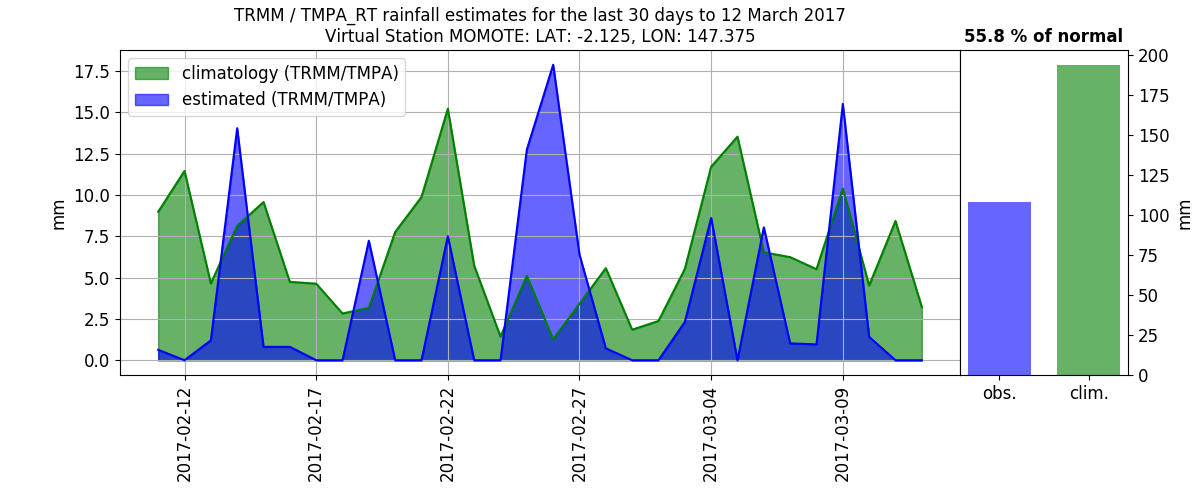 TRMM / TMPA_RT rainfall estimates for the last 30 days to 12 March 2017
Virtual Station MOMOTE: LAT: -2.125, LON: 147.375
55.8 % of normal
climatology (TRMM/TMPA)
estimated (TRMM/TMPA)
17.5
15.0
12.5
10.0
7.5
5.0
2.5
0.0
mm
2017-02-12
2017-02-17
2017-02-22
2017-02-27
2017-03-04
2017-03-09
200
175
150
125
100
75
50
25
0
mm
obs.
clim.